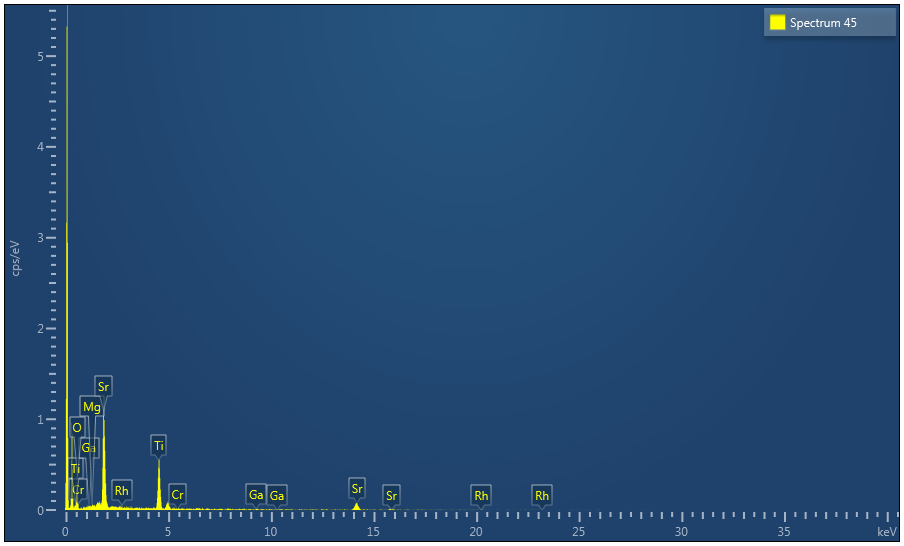 Spectrum 45
5
4
3
2
1
0
cps/eV
Sr
Mg
O
Ga
Ti
Cr
Rh
Ti
Cr
Ga
Ga
Sr
Sr
Rh
Rh
0 5 10 15 20 25 30 35 keV